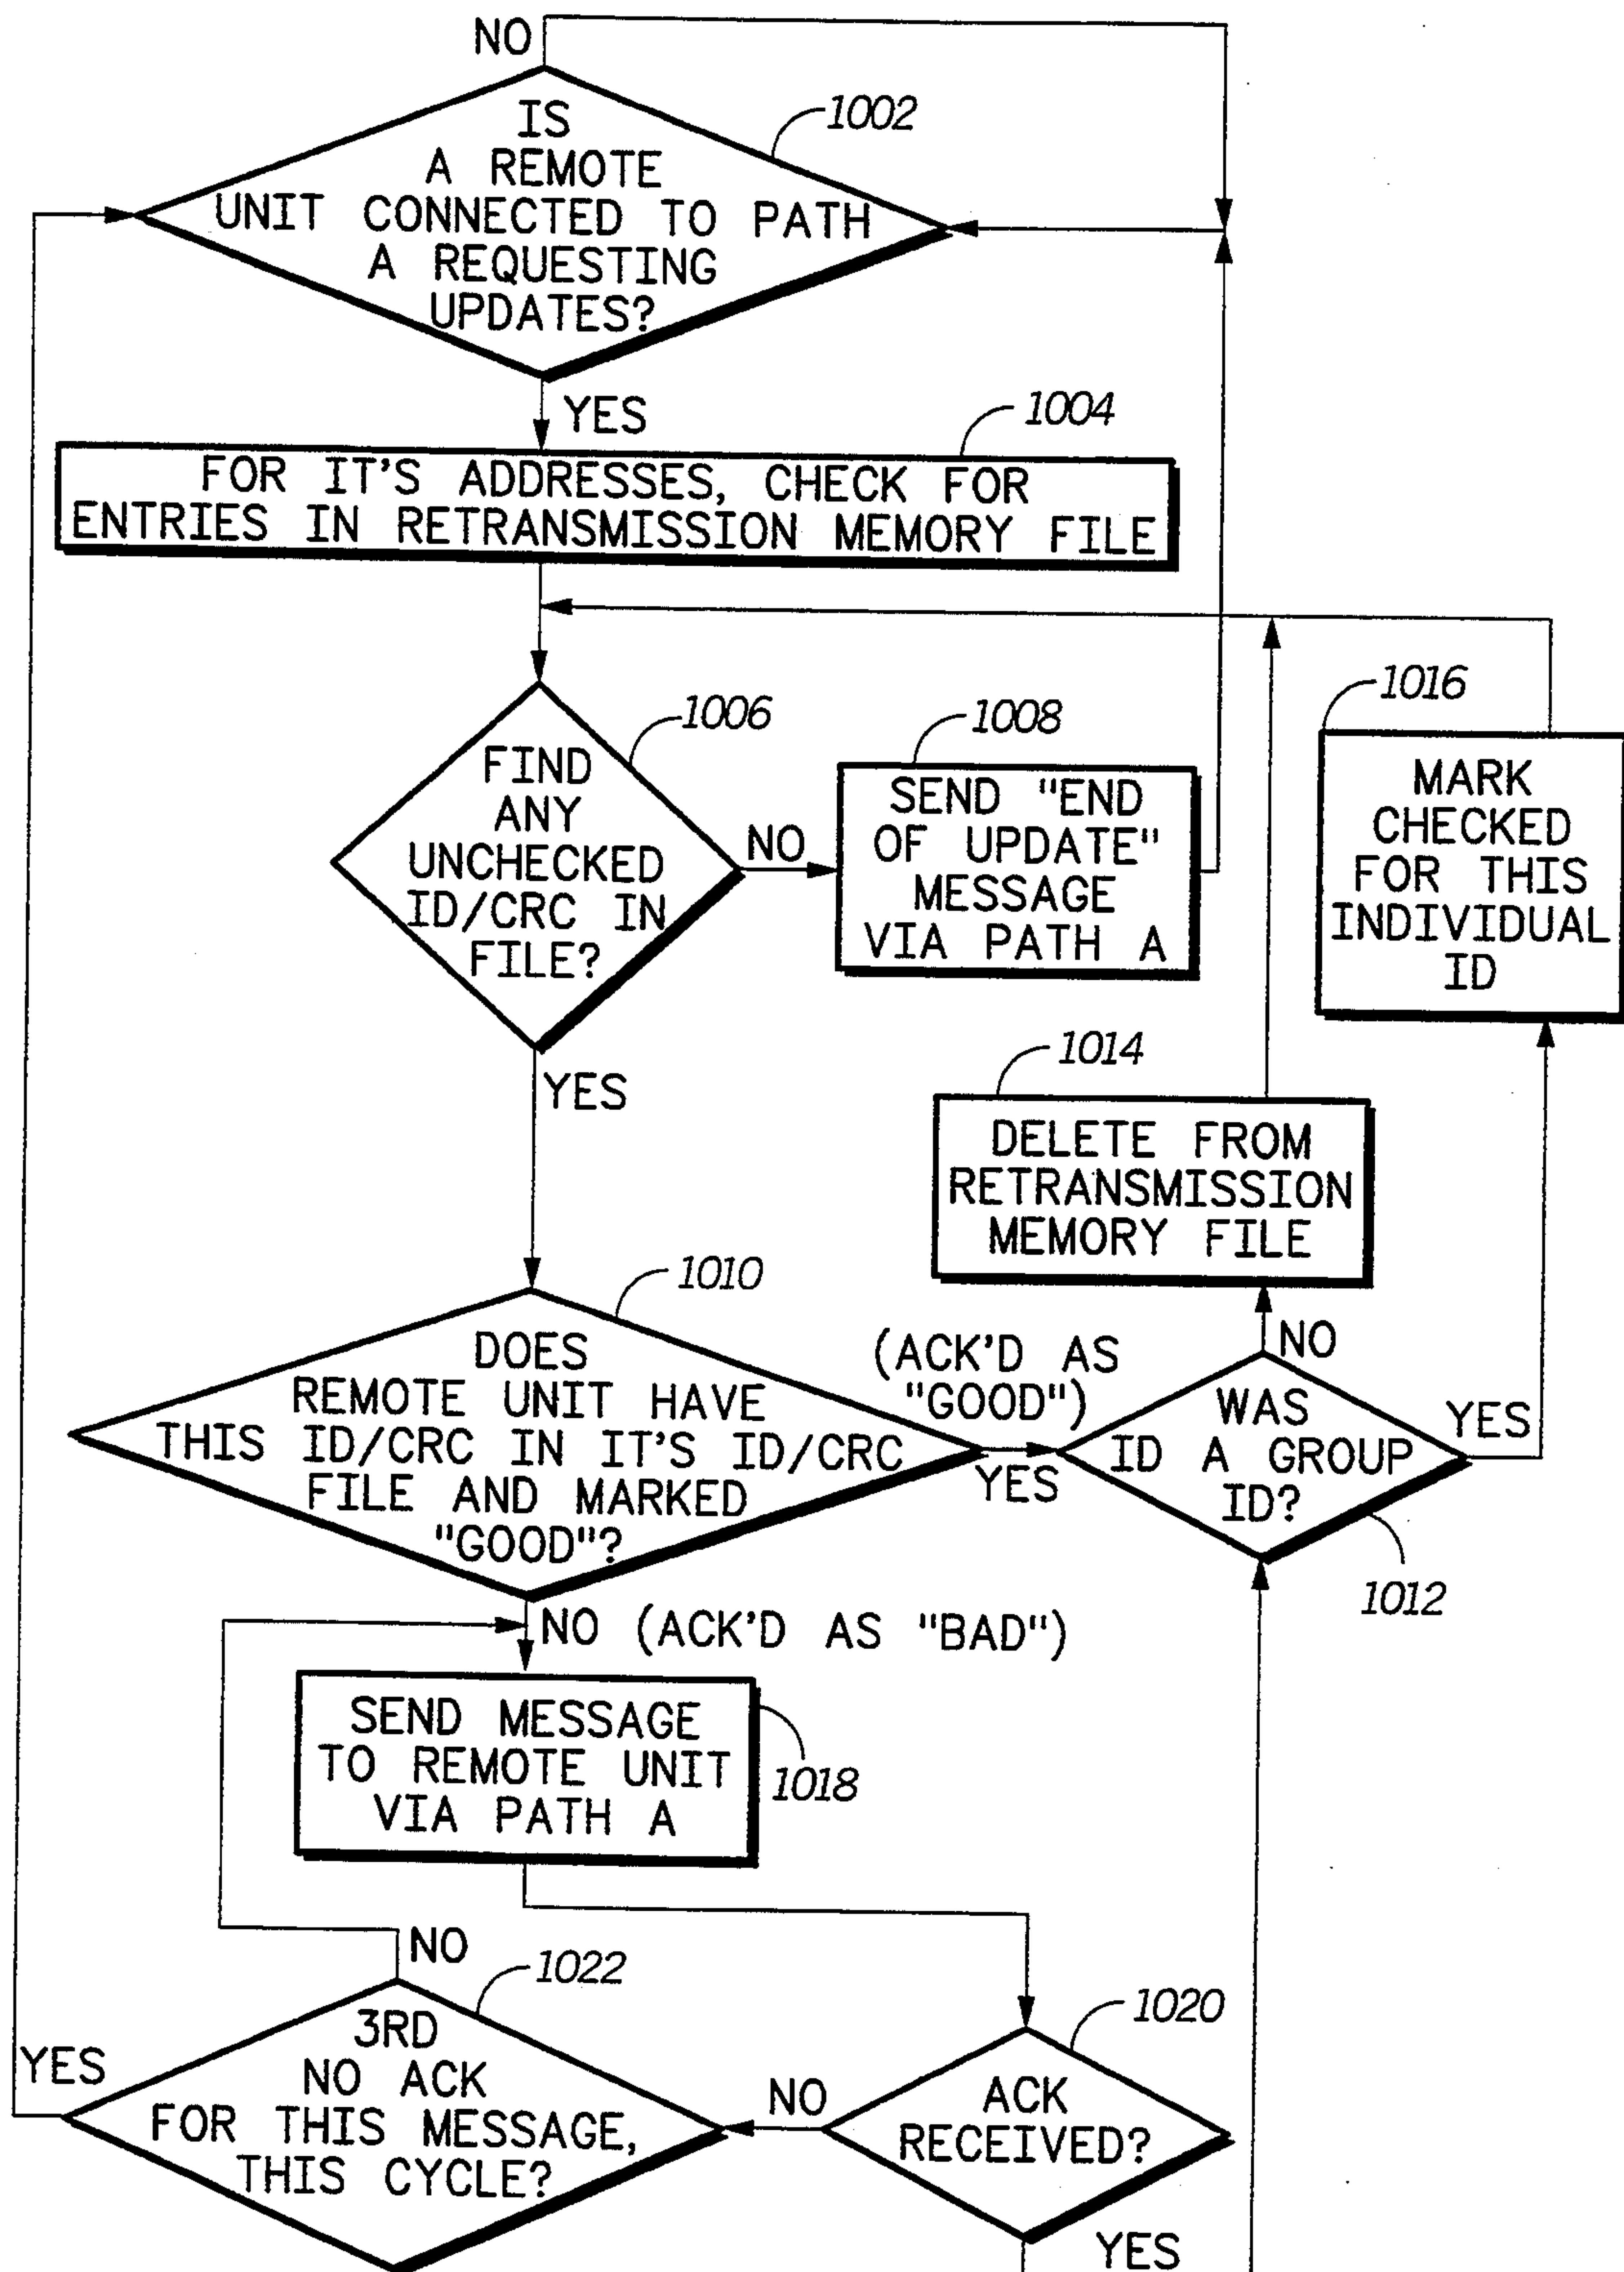 NO
IS
A REMOTE
UNIT CONNECTED TO PATH
A REQUESTING
UPDATES?
1002
YES
1004
FOR IT'S ADDRESSES, CHECK FOR
ENTRIES IN RETRANSMISSION MEMORY FILE
1006
FIND
ANY
UNCHECKED
ID/CRC IN
FILE?
NO
1008
SEND "END
OF UPDATE"
MESSAGE
VIA PATH A
1016
MARK
CHECKED
FOR THIS
INDIVIDUAL
ID
YES
1014
DELETE FROM
RETRANSMISSION
MEMORY FILE
1010
DOES
REMOTE UNIT HAVE
THIS ID/CRC IN IT'S ID/CRC
FILE AND MARKED
"GOOD"?
(ACK'D AS
"GOOD")
YES
NO
WAS
ID A GROUP
ID?
YES
1012
NO (ACK'D AS "BAD")
SEND MESSAGE
TO REMOTE UNIT
VIA PATH A
1018
NO
1022
3RD
NO ACK
FOR THIS MESSAGE,
THIS CYCLE?
YES
NO
1020
ACK
RECEIVED?
YES